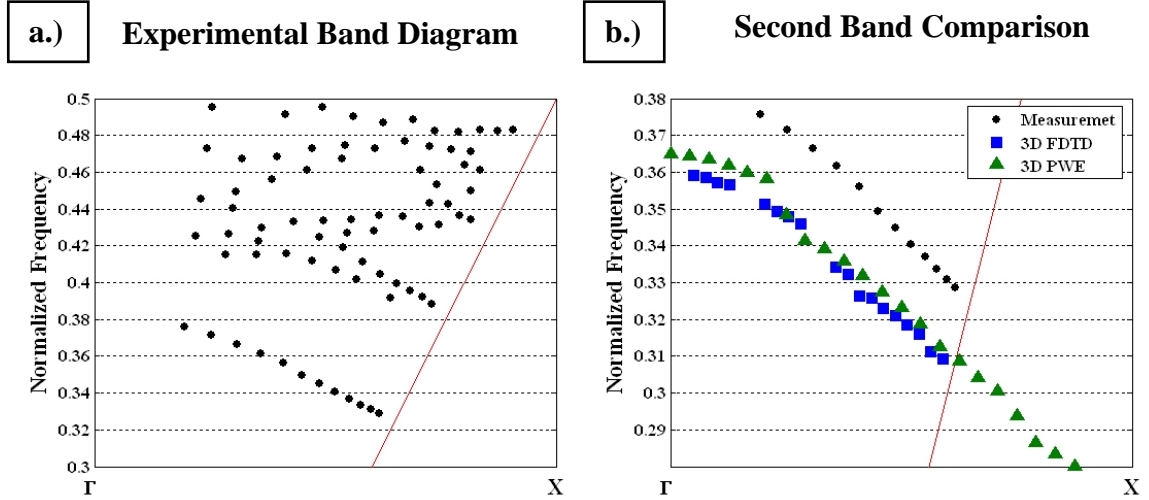 a.)
Experimental Band Diagram
Normalized Frequency
0.5
0.48
0.46
0.44
0.42
0.4
0.38
0.36
0.34
0.32
0.3
Γ
X
b.)
Second Band Comparison
Normalized Frequency
0.38
0.37
0.36
0.35
0.34
0.33
0.32
0.31
0.3
0.29
Measuremet
3D FDTD
3D PWE
Γ
X